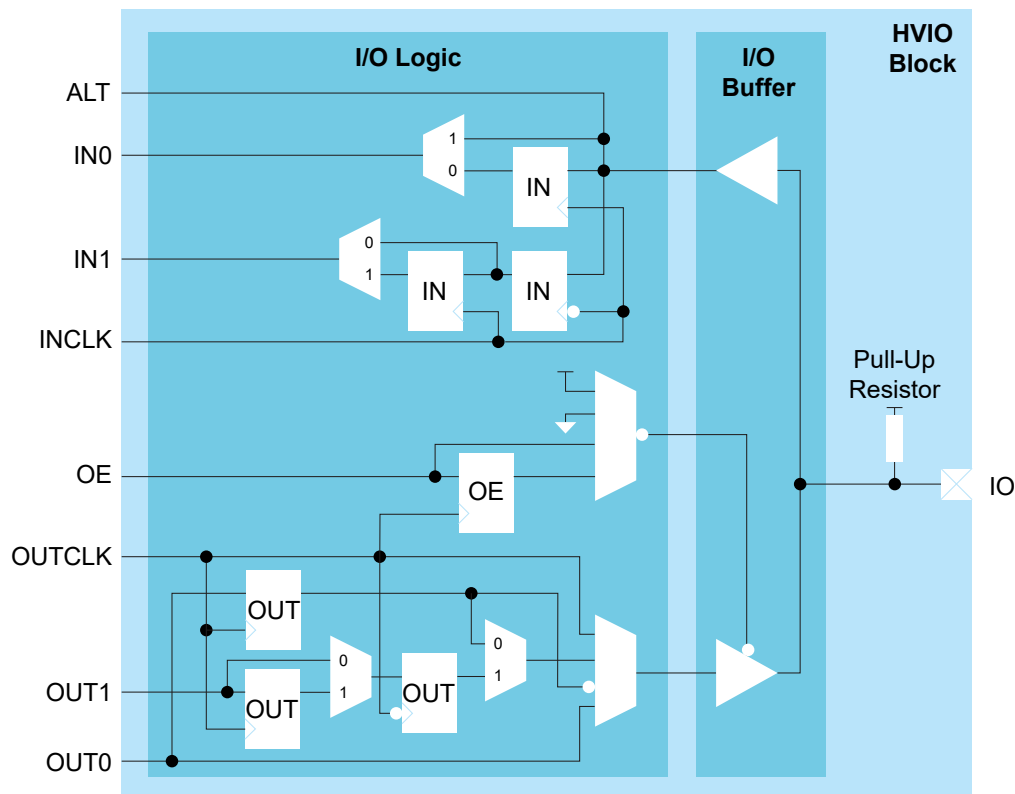 HVIO
Block
I/O Logic
I/O
Buffer
ALT
1
IN0
0
IN
0
IN1
1
IN
IN
INCLK
Pull-Up
Resistor
OE
OE
IO
OUTCLK
OUT
0
0
1
OUT1
1
OUT
OUT
OUT0